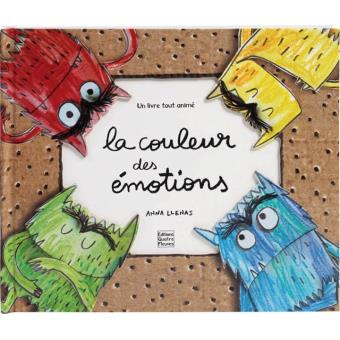 Un livre tout animé
la couleur
des
émotions
ANNA LLENAS
Éditions
Quatre
Fleuves